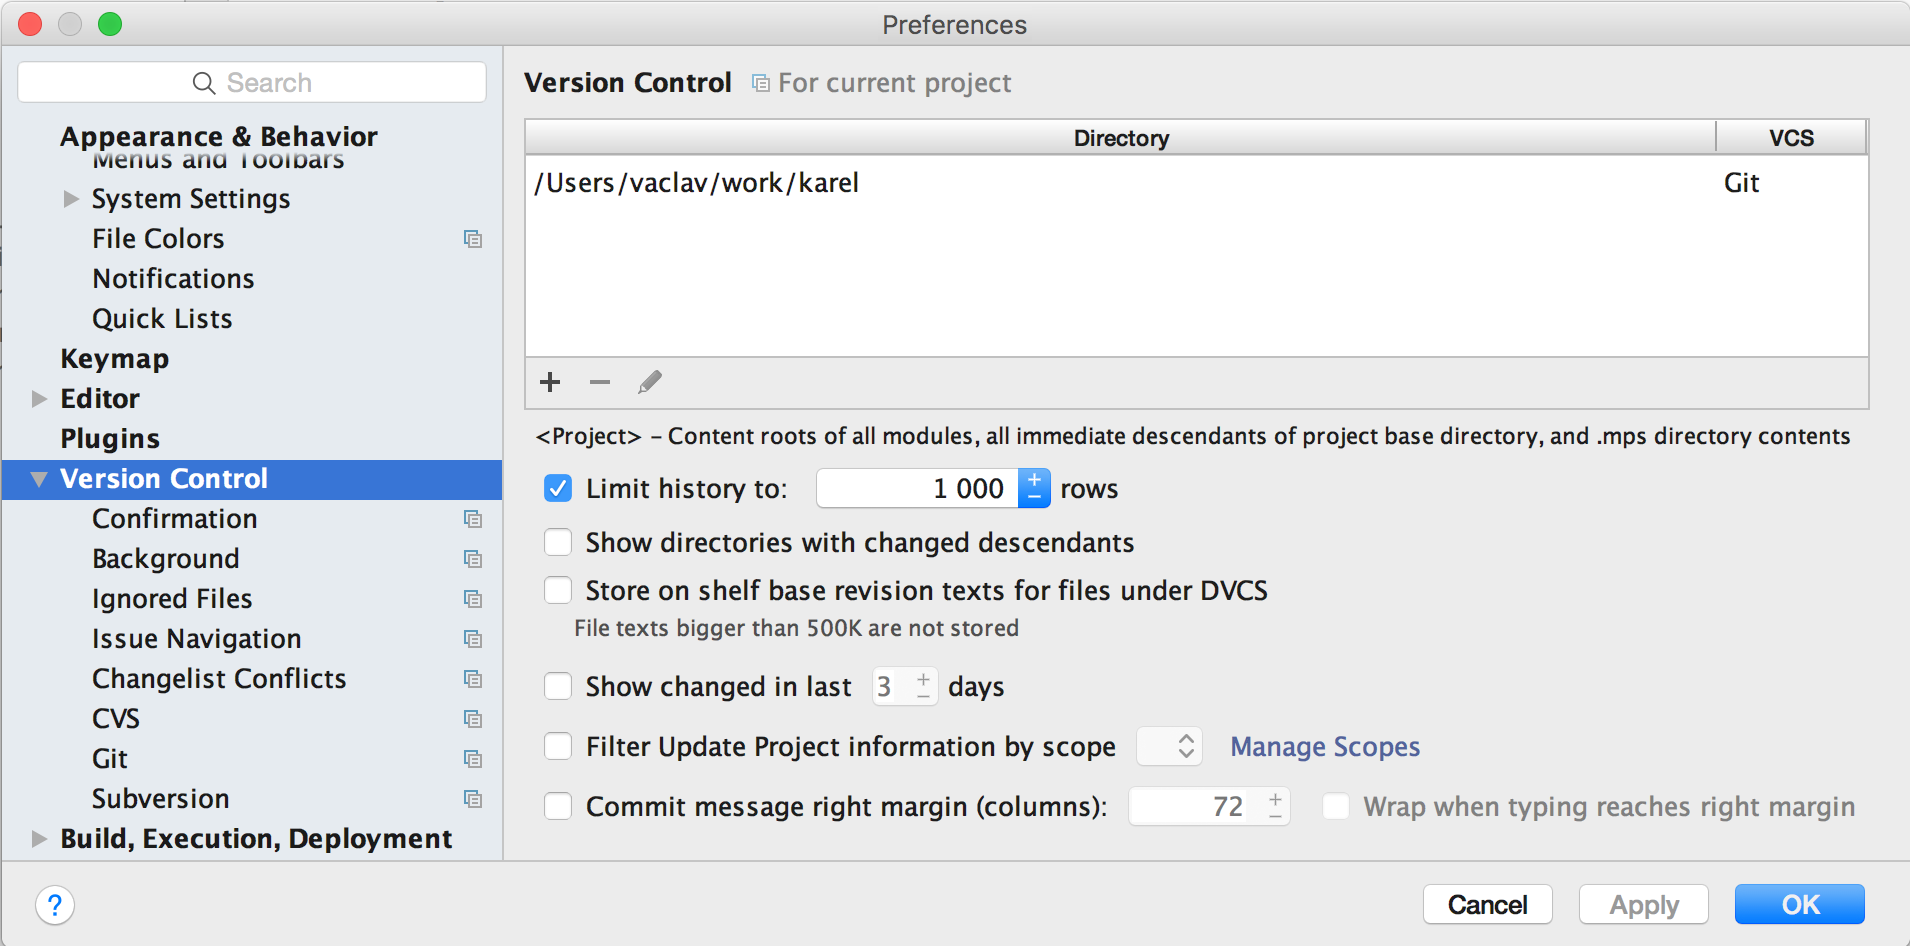 Preferences
Search
Appearance & Behavior
Menus and Toolbars
System Settings
File Colors
Notifications
Quick Lists
Keymap
Editor
Plugins
Version Control
Confirmation
Background
Ignored Files
Issue Navigation
Changelist Conflicts
CVS
Git
Subversion
Build, Execution, Deployment
Version Control For current project
Directory VCS
/Users/vaclav/work/karel Git
<Project> – Content roots of all modules, all immediate descendants of project base directory, and .mps directory contents
Limit history to: 1 000 rows
Show directories with changed descendants
Store on shelf base revision texts for files under DVCS
File texts bigger than 500K are not stored
Show changed in last 3 days
Filter Update Project information by scope Manage Scopes
Commit message right margin (columns): 72 Wrap when typing reaches right margin
? Cancel Apply OK